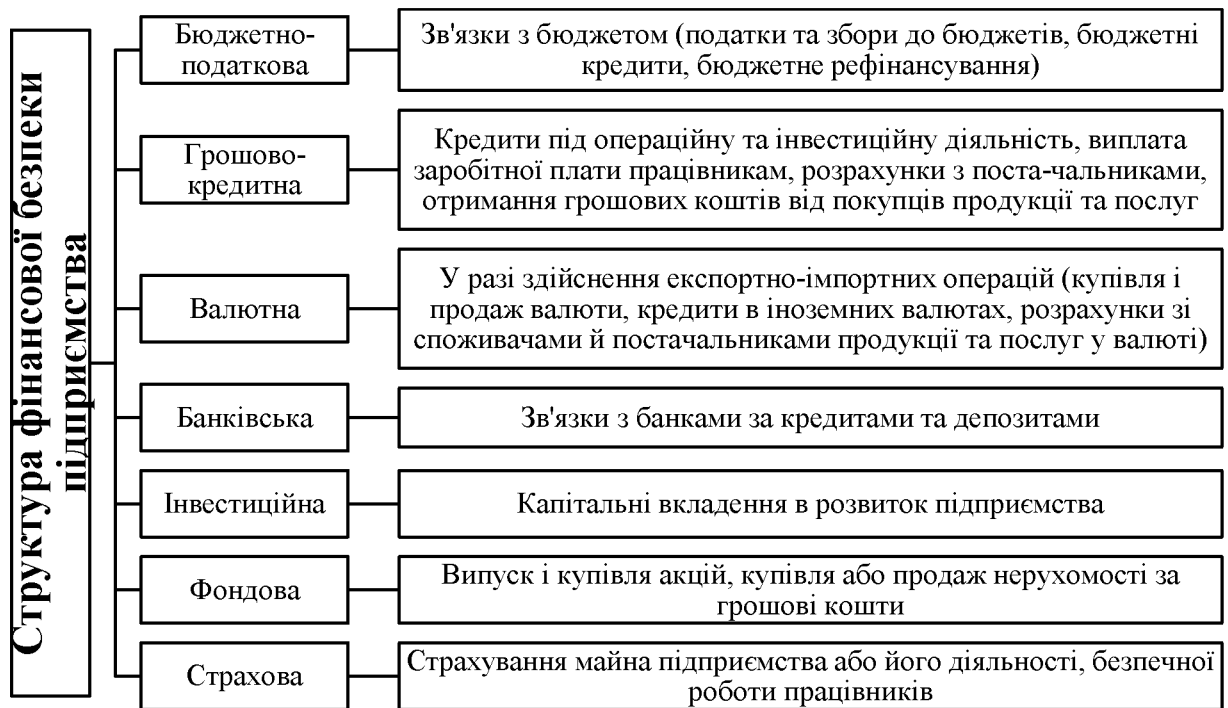 Структура фінансової безпеки
підприємства
Бюджетно-
податкова
Зв'язки з бюджетом (податки та збори до бюджетів, бюджетні
кредити, бюджетне рефінансування)
Грошово-
кредитна
Кредити під операційну та інвестиційну діяльність, виплата
заробітної плати працівникам, розрахунки з поста-чальниками,
отримання грошових коштів від покупців продукції та послуг
Валютна
У разі здійснення експортно-імпортних операцій (купівля і
продаж валюти, кредити в іноземних валютах, розрахунки зі
споживачами й постачальниками продукції та послуг у валюті)
Банківська
Зв'язки з банками за кредитами та депозитами
Інвестиційна
Капітальні вкладення в розвиток підприємства
Фондова
Випуск і купівля акцій, купівля або продаж нерухомості за
грошові кошти
Страхова
Страхування майна підприємства або його діяльності, безпечної
роботи працівників